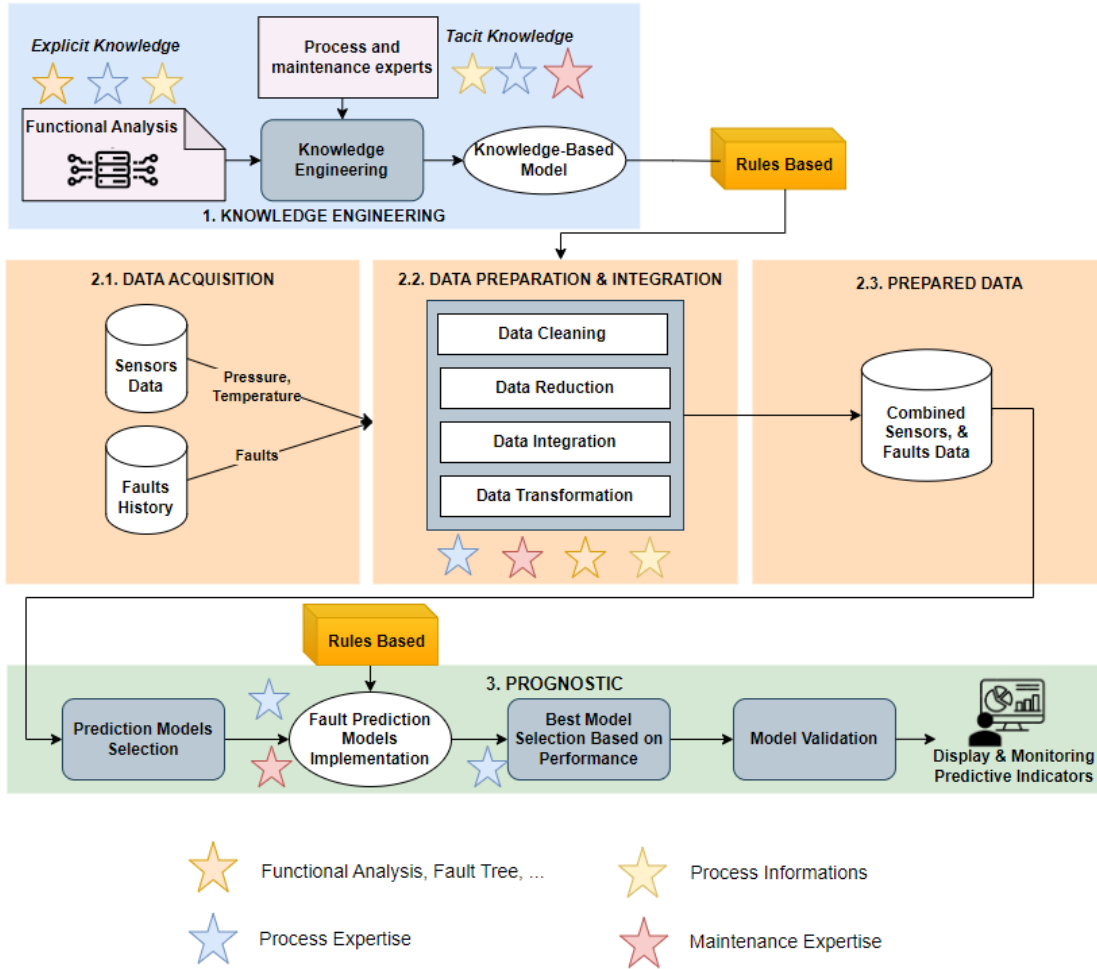 Explicit Knowledge
Process and
maintenance experts
Tacit Knowledge
Functional Analysis
Knowledge
Engineering
Knowledge-Based
Model
Rules Based
1. KNOWLEDGE ENGINEERING
2.1. DATA ACQUISITION
Sensors
Data
Pressure,
Temperature
Faults
Faults
History
2.2. DATA PREPARATION & INTEGRATION
Data Cleaning
Data Reduction
Data Integration
Data Transformation
2.3. PREPARED DATA
Combined
Sensors, &
Faults Data
Rules Based
3. PROGNOSTIC
Prediction Models
Selection
Fault Prediction
Models
Implementation
Best Model
Selection Based on
Performance
Model Validation
Display & Monitoring
Predictive Indicators
Functional Analysis, Fault Tree, ...
Process Informations
Process Expertise
Maintenance Expertise